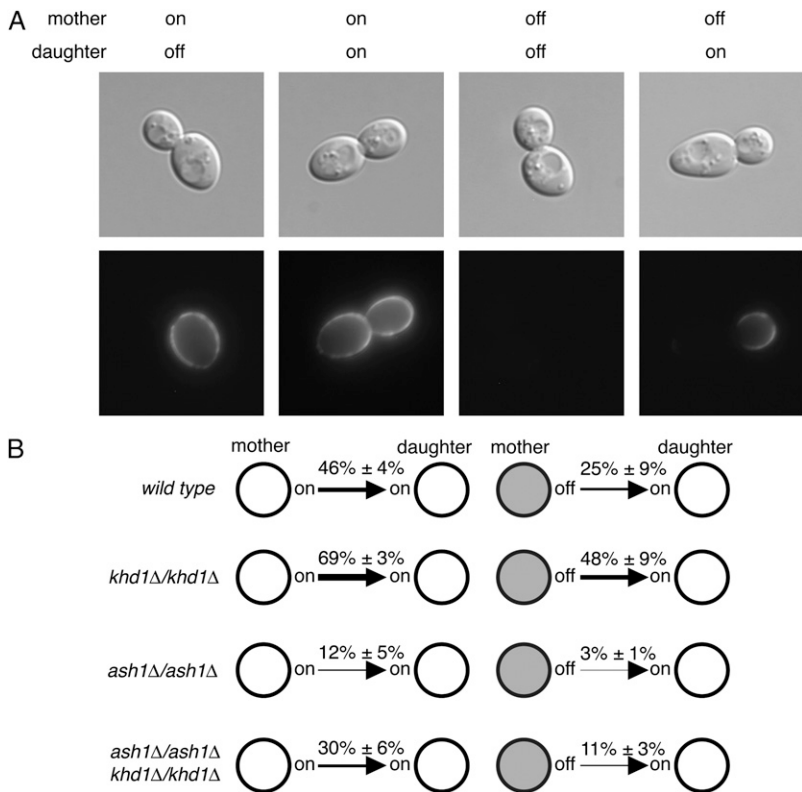 A
mother on on off off
daughter off on off on
B
mother daughter mother daughter
wild type on 46% ± 4% on off 25% ± 9% on
khd1Δ/khd1Δ on 69% ± 3% on off 48% ± 9% on
ash1Δ/ash1Δ on 12% ± 5% on off 3% ± 1% on
ash1Δ/ash1Δ
khd1Δ/khd1Δ on 30% ± 6% on off 11% ± 3% on